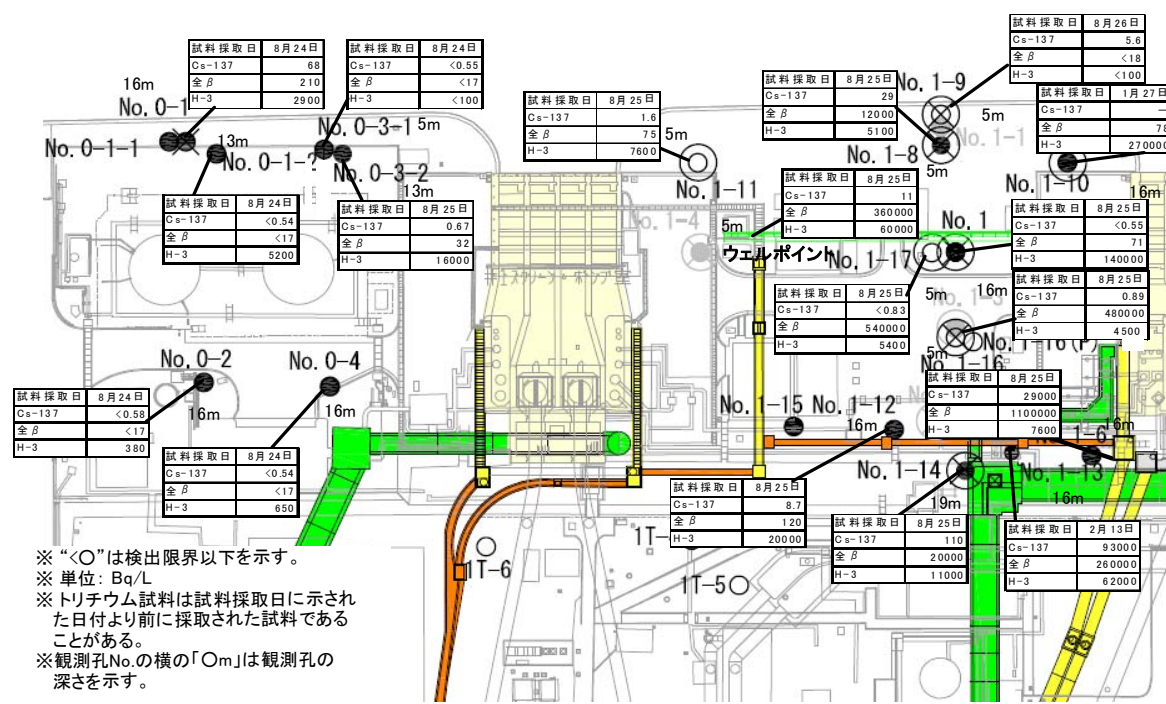 試料採取日 8月24日
Cs-137 68
全β 210
H-3 2900
試料採取日 8月24日
Cs-137 <0.55
全β <17
H-3 <100
試料採取日 8月25日
Cs-137 1.6
全β 75
H-3 7600
試料採取日 8月25日
Cs-137 29
全β 12000
H-3 5100
試料採取日 8月26日
Cs-137 5.6
全β <18
H-3 <100
試料採取日 1月27日
Cs-137 —
全β 78
H-3 270000
16m
No. 0-1
No. 0-1-1
13m
No. 0-1-?
No. 0-3-1
5m
No. 0-3-2
13m
5m
No. 1-11
No. 1-9
5m
No. 1-8
5m
No. 1-10
16m
試料採取日 8月24日
Cs-137 <0.54
全β <17
H-3 5200
試料採取日 8月25日
Cs-137 0.67
全β 32
H-3 16000
No. 1-4
試料採取日 8月25日
Cs-137 11
全β 360000
H-3 60000
5m
ウェルポイント
No. 1
No. 1-17
5m
16m
試料採取日 8月25日
Cs-137 <0.55
全β 71
H-3 140000
試料採取日 8月25日
Cs-137 <0.83
全β 540000
H-3 5400
試料採取日 8月25日
Cs-137 0.89
全β 480000
H-3 4500
5m
No. 1-16(P)
No. 1-16
試料採取日 8月25日
Cs-137 29000
全β 1100000
H-3 7600
No. 0-2
16m
No. 0-4
16m
試料採取日 8月24日
Cs-137 <0.58
全β <17
H-3 380
試料採取日 8月24日
Cs-137 <0.54
全β <17
H-3 650
No. 1-15
No. 1-12
16m
16m
1-6
No. 1-14
19m
No. 1-13
16m
試料採取日 8月25日
Cs-137 8.7
全β 120
H-3 20000
試料採取日 8月25日
Cs-137 110
全β 20000
H-3 11000
試料採取日 2月13日
Cs-137 93000
全β 260000
H-3 62000
1T-6
1T-
1T-5
※ “<○”は検出限界以下を示す。
※ 単位: Bq/L
※ トリチウム試料は試料採取日に示され
た日付より前に採取された試料である
ことがある。
※観測孔No.の横の「○m」は観測孔の
深さを示す。